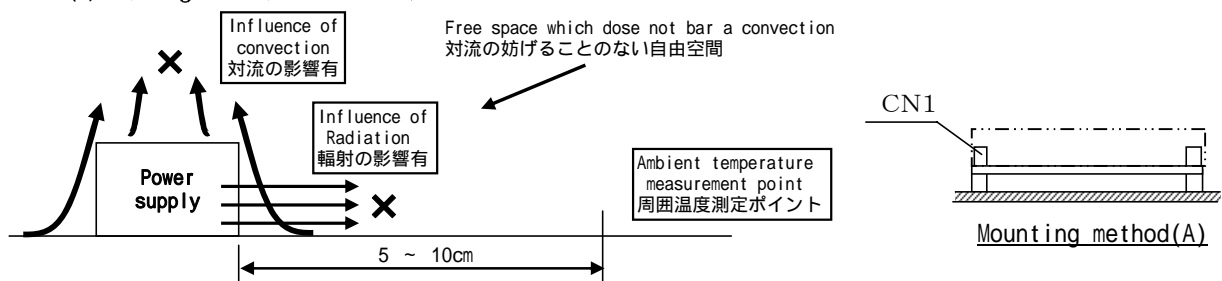 Influence of
convection
対流の影響有
Free space which dose not bar a convection
対流の妨げることのない自由空間
Influence of
Radiation
輻射の影響有
Power
supply
Ambient temperature
measurement point
周囲温度測定ポイント
5 ~ 10cm
CN1
Mounting method(A)